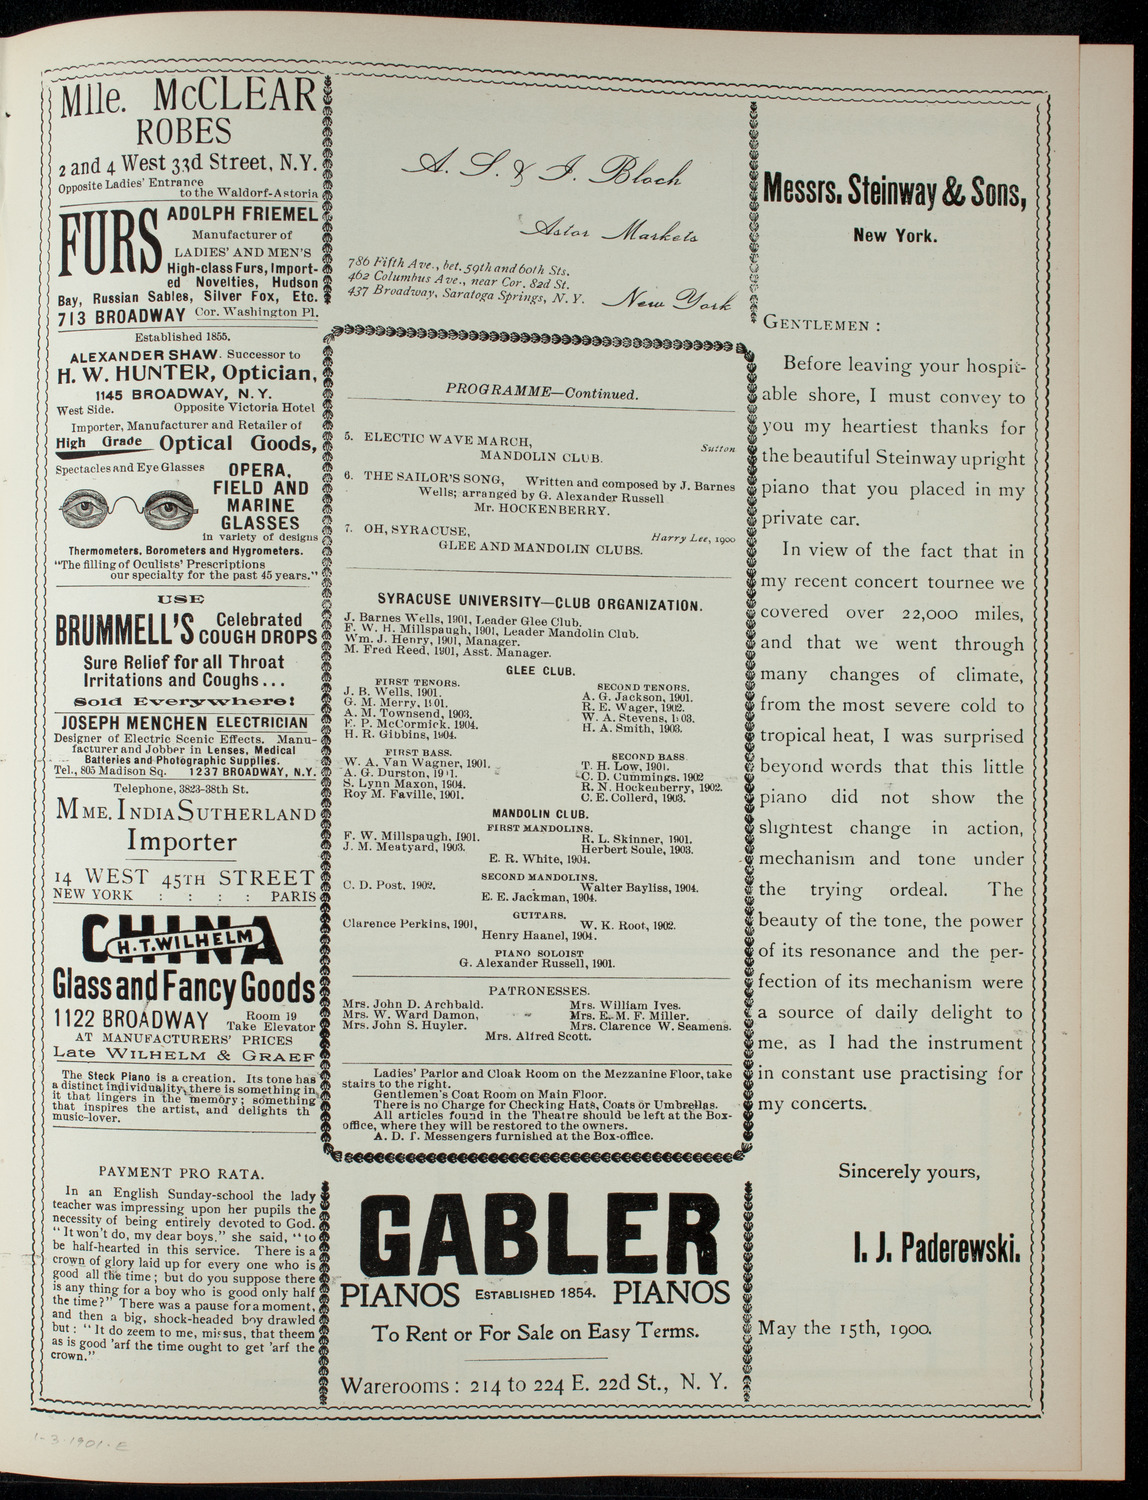 Mlle. McCLEAR
ROBES
2 and 4 West 33d Street, N.Y.
Opposite Ladies' Entrance
to the Waldorf-Astoria
FURS
ADOLPH FRIEMEL
Manufacturer of
LADIES' AND MEN'S
High-class Furs, Import-
ed Novelties, Hudson
Bay, Russian Sables, Silver Fox, Etc.
713 BROADWAY Cor. Washington Pl.
Established 1855.
ALEXANDER SHAW. Successor to
H. W. HUNTER, Optician,
1145 BROADWAY, N.Y.
West Side. Opposite Victoria Hotel
Importer, Manufacturer and Retailer of
High Grade Optical Goods,
Spectacles and Eye Glasses
OPERA,
FIELD AND
MARINE
GLASSES
in variety of designs
Thermometers, Borometers and Hygrometers.
"The filling of Oculists' Prescriptions
our specialty for the past 45 years."
USE
BRUMMELL'S Celebrated
COUGH DROPS
Sure Relief for all Throat
Irritations and Coughs...
Sold Everywhere!
JOSEPH MENCHEN ELECTRICIAN
Designer of Electric Scenic Effects. Manu-
facturer and Jobber in Lenses, Medical
Batteries and Photographic Supplies.
Tel., 805 Madison Sq. 1237 BROADWAY, N.Y.
Telephone, 3823-38th St.
MME. INDIA SUTHERLAND
Importer
14 WEST 45TH STREET
NEW YORK : : : : PARIS
CHINA
H. T. WILHELM
Glass and Fancy Goods
1122 BROADWAY Room 19
Take Elevator
AT MANUFACTURERS' PRICES
Late WILHELM & GRAEF
The Steck Piano is a creation. Its tone has
a distinct individuality, there is something in
it that lingers in the memory; something
that inspires the artist, and delights th
music-lover.
PAYMENT PRO RATA.
In an English Sunday-school the lady
teacher was impressing upon her pupils the
necessity of being entirely devoted to God.
"It won't do, my dear boys," she said, "to
be half-hearted in this service. There is a
crown of glory laid up for every one who is
good all the time; but do you suppose there
is any thing for a boy who is good only half
the time?" There was a pause for a moment,
and then a big, shock-headed boy drawled
but: "It do zeem to me, missus, that theem
as is good 'arf the time ought to get 'arf the
crown."
A. S. & I. Bloch
Astor Markets
786 Fifth Ave., bet. 59th and 60th Sts.
462 Columbus Ave., near Cor. 82d St.
437 Broadway, Saratoga Springs, N. Y.
New York
PROGRAMME—Continued.
5. ELECTIC WAVE MARCH, Sutton
MANDOLIN CLUB.
6. THE SAILOR'S SONG, Written and composed by J. Barnes
Wells; arranged by G. Alexander Russell
Mr. HOCKENBERRY.
7. OH, SYRACUSE, Harry Lee, 1900
GLEE AND MANDOLIN CLUBS.
SYRACUSE UNIVERSITY—CLUB ORGANIZATION.
J. Barnes Wells, 1901, Leader Glee Club.
F. W. H. Millspaugh, 1901, Leader Mandolin Club.
Wm. J. Henry, 1901, Manager.
M. Fred Reed, 1901, Asst. Manager.
GLEE CLUB.
FIRST TENORS.
J. B. Wells, 1901.
G. M. Merry, 1901.
A. M. Townsend, 1903.
E. P. McCormick, 1904.
H. R. Gibbins, 1904.
SECOND TENORS.
A. G. Jackson, 1901.
R. E. Wager, 1902.
W. A. Stevens, 1903.
H. A. Smith, 1903.
FIRST BASS.
W. A. Van Wagner, 1901.
A. G. Durston, 1901.
S. Lynn Maxon, 1904.
Roy M. Faville, 1901.
SECOND BASS
T. H. Low, 1901.
C. D. Cummings, 1902
R. N. Hockenberry, 1902.
C. E. Collerd, 1903.
MANDOLIN CLUB.
FIRST MANDOLINS.
F. W. Millspaugh, 1901. R. L. Skinner, 1901.
J. M. Meatyard, 1903. Herbert Soule, 1903.
E. R. White, 1904.
SECOND MANDOLINS.
C. D. Post, 1902. Walter Bayliss, 1904.
E. E. Jackman, 1904.
GUITARS.
Clarence Perkins, 1901, W. K. Root, 1902.
Henry Haanel, 1904.
PIANO SOLOIST
G. Alexander Russell, 1901.
PATRONESSES.
Mrs. John D. Archbald. Mrs. William Ives.
Mrs. W. Ward Damon, Mrs. E. M. F. Miller.
Mrs. John S. Huyler. Mrs. Clarence W. Seamens.
Mrs. Alfred Scott.
Ladies' Parlor and Cloak Room on the Mezzanine Floor, take
stairs to the right.
Gentlemen's Coat Room on Main Floor.
There is no Charge for Checking Hats, Coats or Umbrellas.
All articles found in the Theatre should be left at the Box-
office, where they will be restored to the owners.
A. D. T. Messengers furnished at the Box-office.
GABLER
PIANOS ESTABLISHED 1854. PIANOS
To Rent or For Sale on Easy Terms.
Warerooms: 214 to 224 E. 22d St., N. Y.
Messrs. Steinway & Sons,
New York.
GENTLEMEN:
Before leaving your hospit-
able shore, I must convey to
you my heartiest thanks for
the beautiful Steinway upright
piano that you placed in my
private car.
In view of the fact that in
my recent concert tournee we
covered over 22,000 miles,
and that we went through
many changes of climate,
from the most severe cold to
tropical heat, I was surprised
beyond words that this little
piano did not show the
slightest change in action,
mechanism and tone under
the trying ordeal. The
beauty of the tone, the power
of its resonance and the per-
fection of its mechanism were
a source of daily delight to
me, as I had the instrument
in constant use practising for
my concerts.
Sincerely yours,
I. J. Paderewski.
May the 15th, 1900.
1-3-1901-E